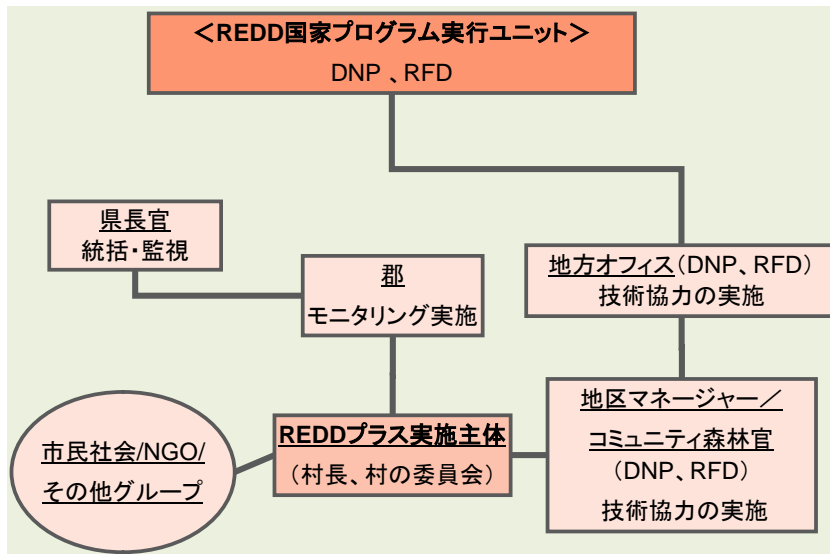 ＜REDD国家プログラム実行ユニット＞
DNP 、RFD
県長官
統括・監視
郡
モニタリング実施
地方オフィス（DNP、RFD）
技術協力の実施
市民社会/NGO/
その他グループ
REDDプラス実施主体
（村長、村の委員会）
地区マネージャー／
コミュニティ森林官
（DNP、RFD）
技術協力の実施